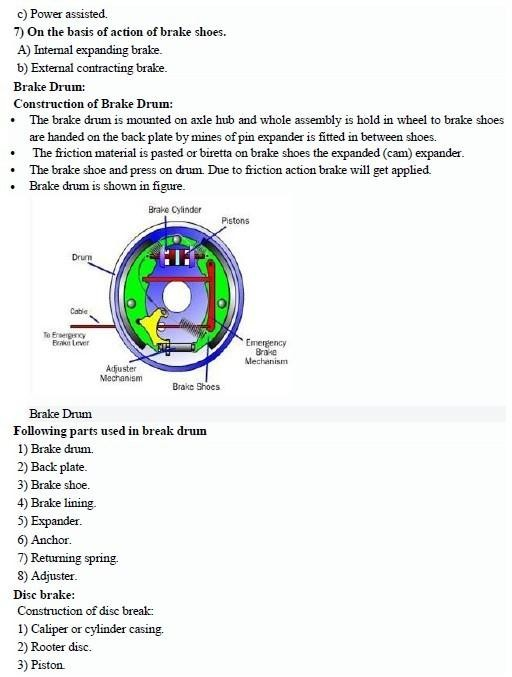 c) Power assisted.
7) On the basis of action of brake shoes.
A) Internal expanding brake.
b) External contracting brake.
Brake Drum:
Construction of Brake Drum:
• The brake drum is mounted on axle hub and whole assembly is hold in wheel to brake shoes
are handed on the back plate by mines of pin expander is fitted in between shoes.
• The friction material is pasted or biretta on brake shoes the expanded (cam) expander.
• The brake shoe and press on drum. Due to friction action brake will get applied.
• Brake drum is shown in figure.
Brake Cylinder
Pistons
Drum
Cable
To Emergency
Brake Lever
Emergency
Brake
Mechanism
Adjuster
Mechanism
Brake Shoes
Brake Drum
Following parts used in break drum
1) Brake drum.
2) Back plate.
3) Brake shoe.
4) Brake lining.
5) Expander.
6) Anchor.
7) Returning spring.
8) Adjuster.
Disc brake:
Construction of disc break:
1) Caliper or cylinder casing.
2) Rooter disc.
3) Piston.